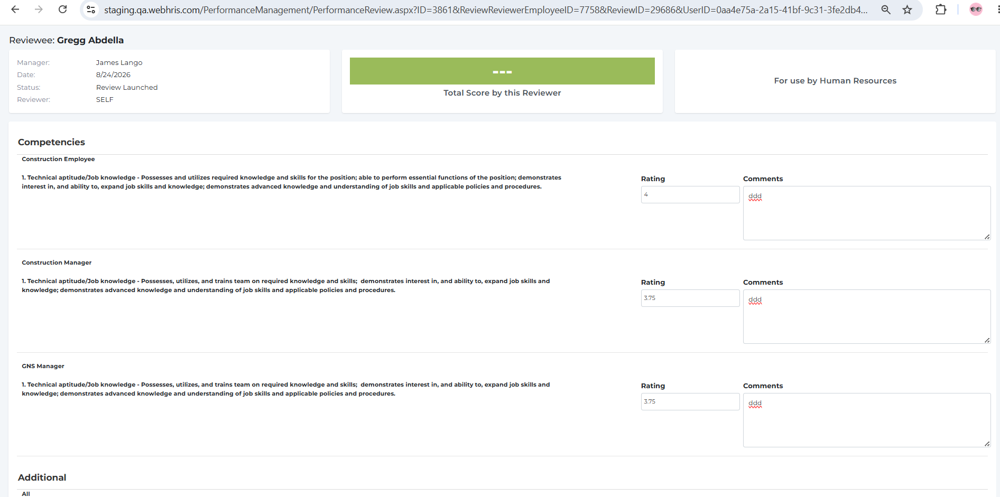 staging.qa.webhris.com/PerformanceManagement/PerformanceReview.aspx?ID=3861&ReviewReviewerEmployeeID=7758&ReviewID=29686&UserID=0aa4e75a-2a15-41bf-9c31-3fe2db4...
Reviewee: Gregg Abdella
Manager: James Lango
Date: 8/24/2026
Status: Review Launched
Reviewer: SELF
---
Total Score by this Reviewer
For use by Human Resources
Competencies
Construction Employee
1. Technical aptitude/Job knowledge - Possesses and utilizes required knowledge and skills for the position; able to perform essential functions of the position; demonstrates
interest in, and ability to, expand job skills and knowledge; demonstrates advanced knowledge and understanding of job skills and applicable policies and procedures.
Rating
4
Comments
ddd
Construction Manager
1. Technical aptitude/Job knowledge - Possesses, utilizes, and trains team on required knowledge and skills;  demonstrates interest in, and ability to, expand job skills and
knowledge; demonstrates advanced knowledge and understanding of job skills and applicable policies and procedures.
Rating
3.75
Comments
ddd
GNS Manager
1. Technical aptitude/Job knowledge - Possesses, utilizes, and trains team on required knowledge and skills;  demonstrates interest in, and ability to, expand job skills and
knowledge; demonstrates advanced knowledge and understanding of job skills and applicable policies and procedures.
Rating
3.75
Comments
ddd
Additional
All